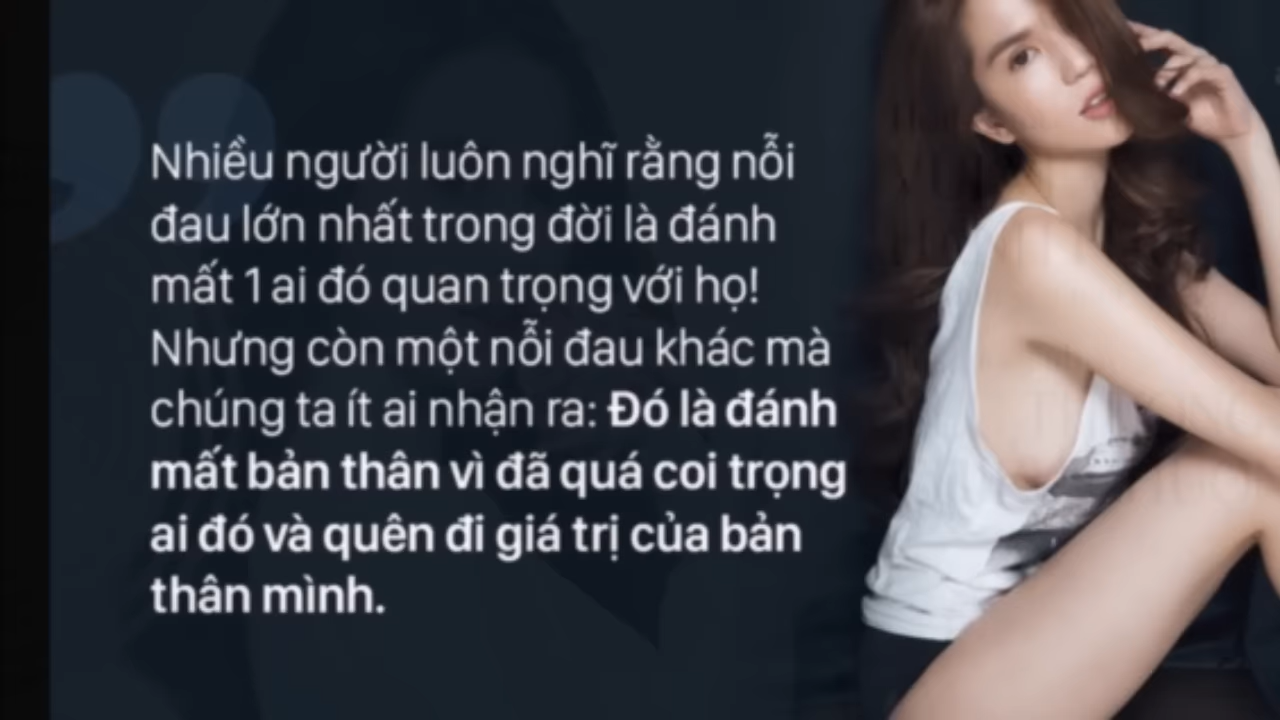 Nhiều người luôn nghĩ rằng nỗi
đau lớn nhất trong đời là đánh
mất 1 ai đó quan trọng với họ!
Nhưng còn một nỗi đau khác mà
chúng ta ít ai nhận ra: Đó là đánh
mất bản thân vì đã quá coi trọng
ai đó và quên đi giá trị của bản
thân mình.